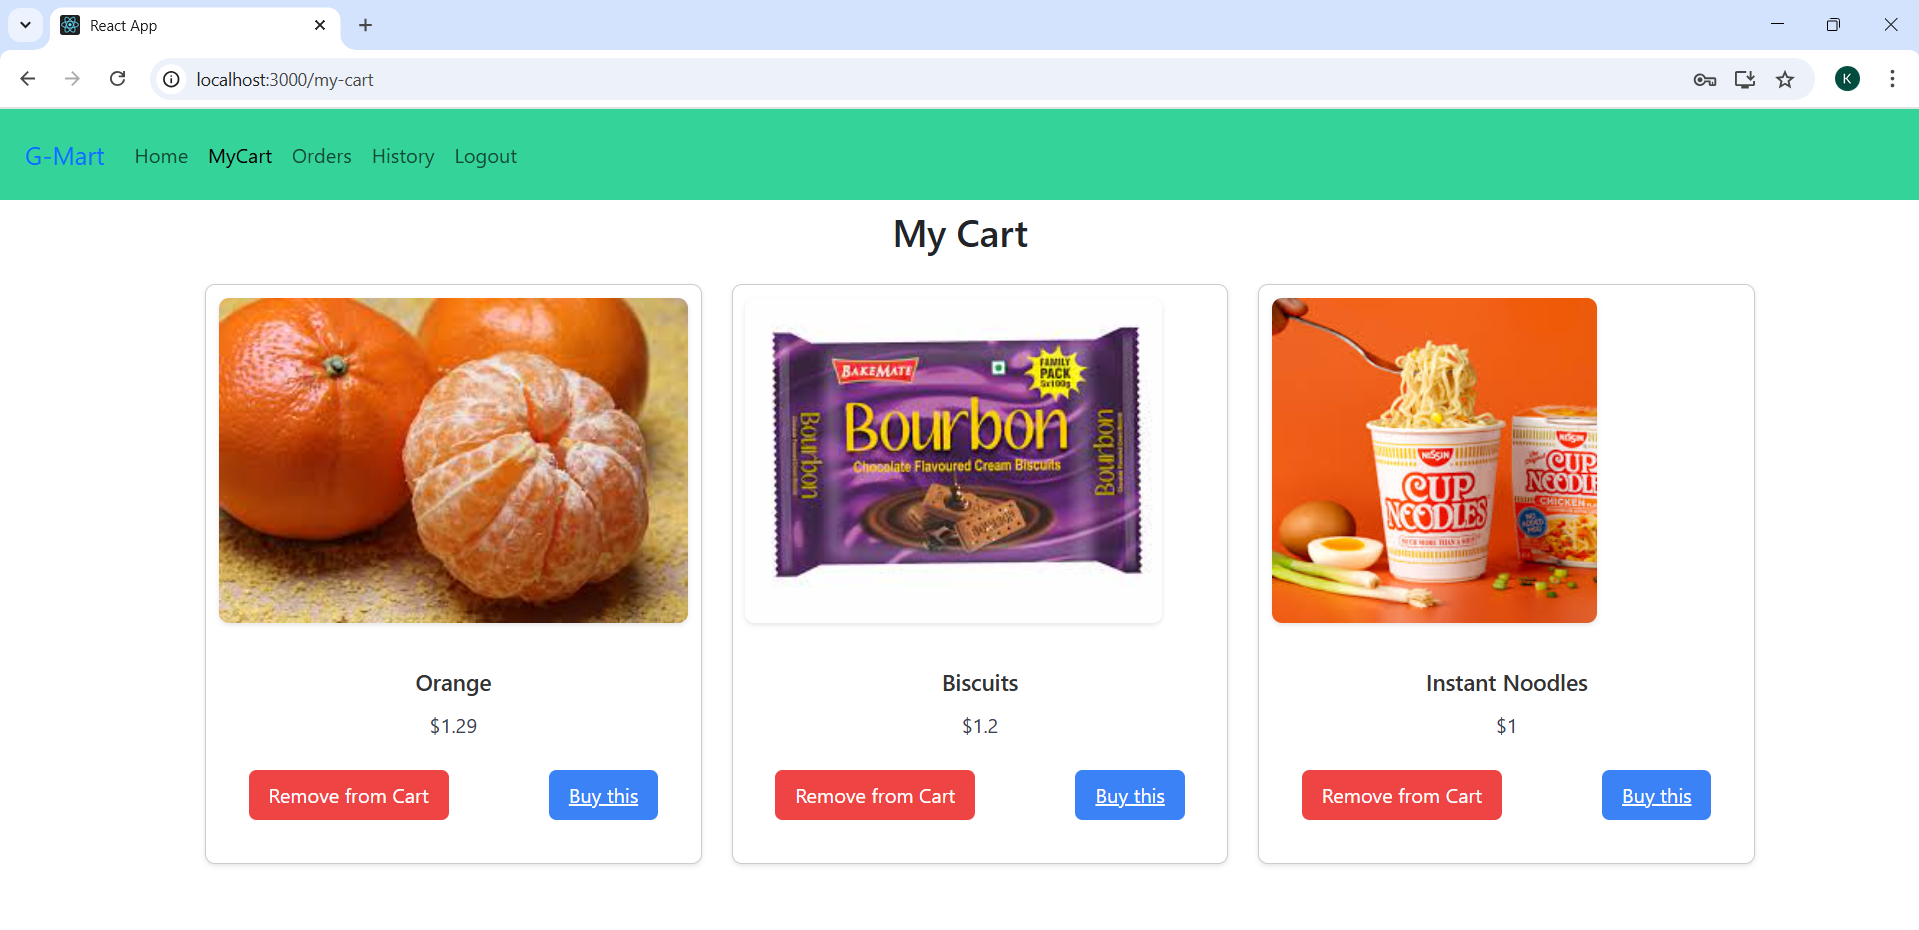 React App
localhost:3000/my-cart
K
G-Mart Home MyCart Orders History Logout
My Cart
BAKEMATE
FAMILY
PACK
5x100g
Bourbon
Chocolate Flavoured Cream Biscuits
Bourbon
Bourbon
NISSIN
CUP
NOODLES
NISSIN
CUP
NOODL
CHICKEN
Orange
$1.29
Remove from Cart
Buy this
Biscuits
$1.2
Remove from Cart
Buy this
Instant Noodles
$1
Remove from Cart
Buy this